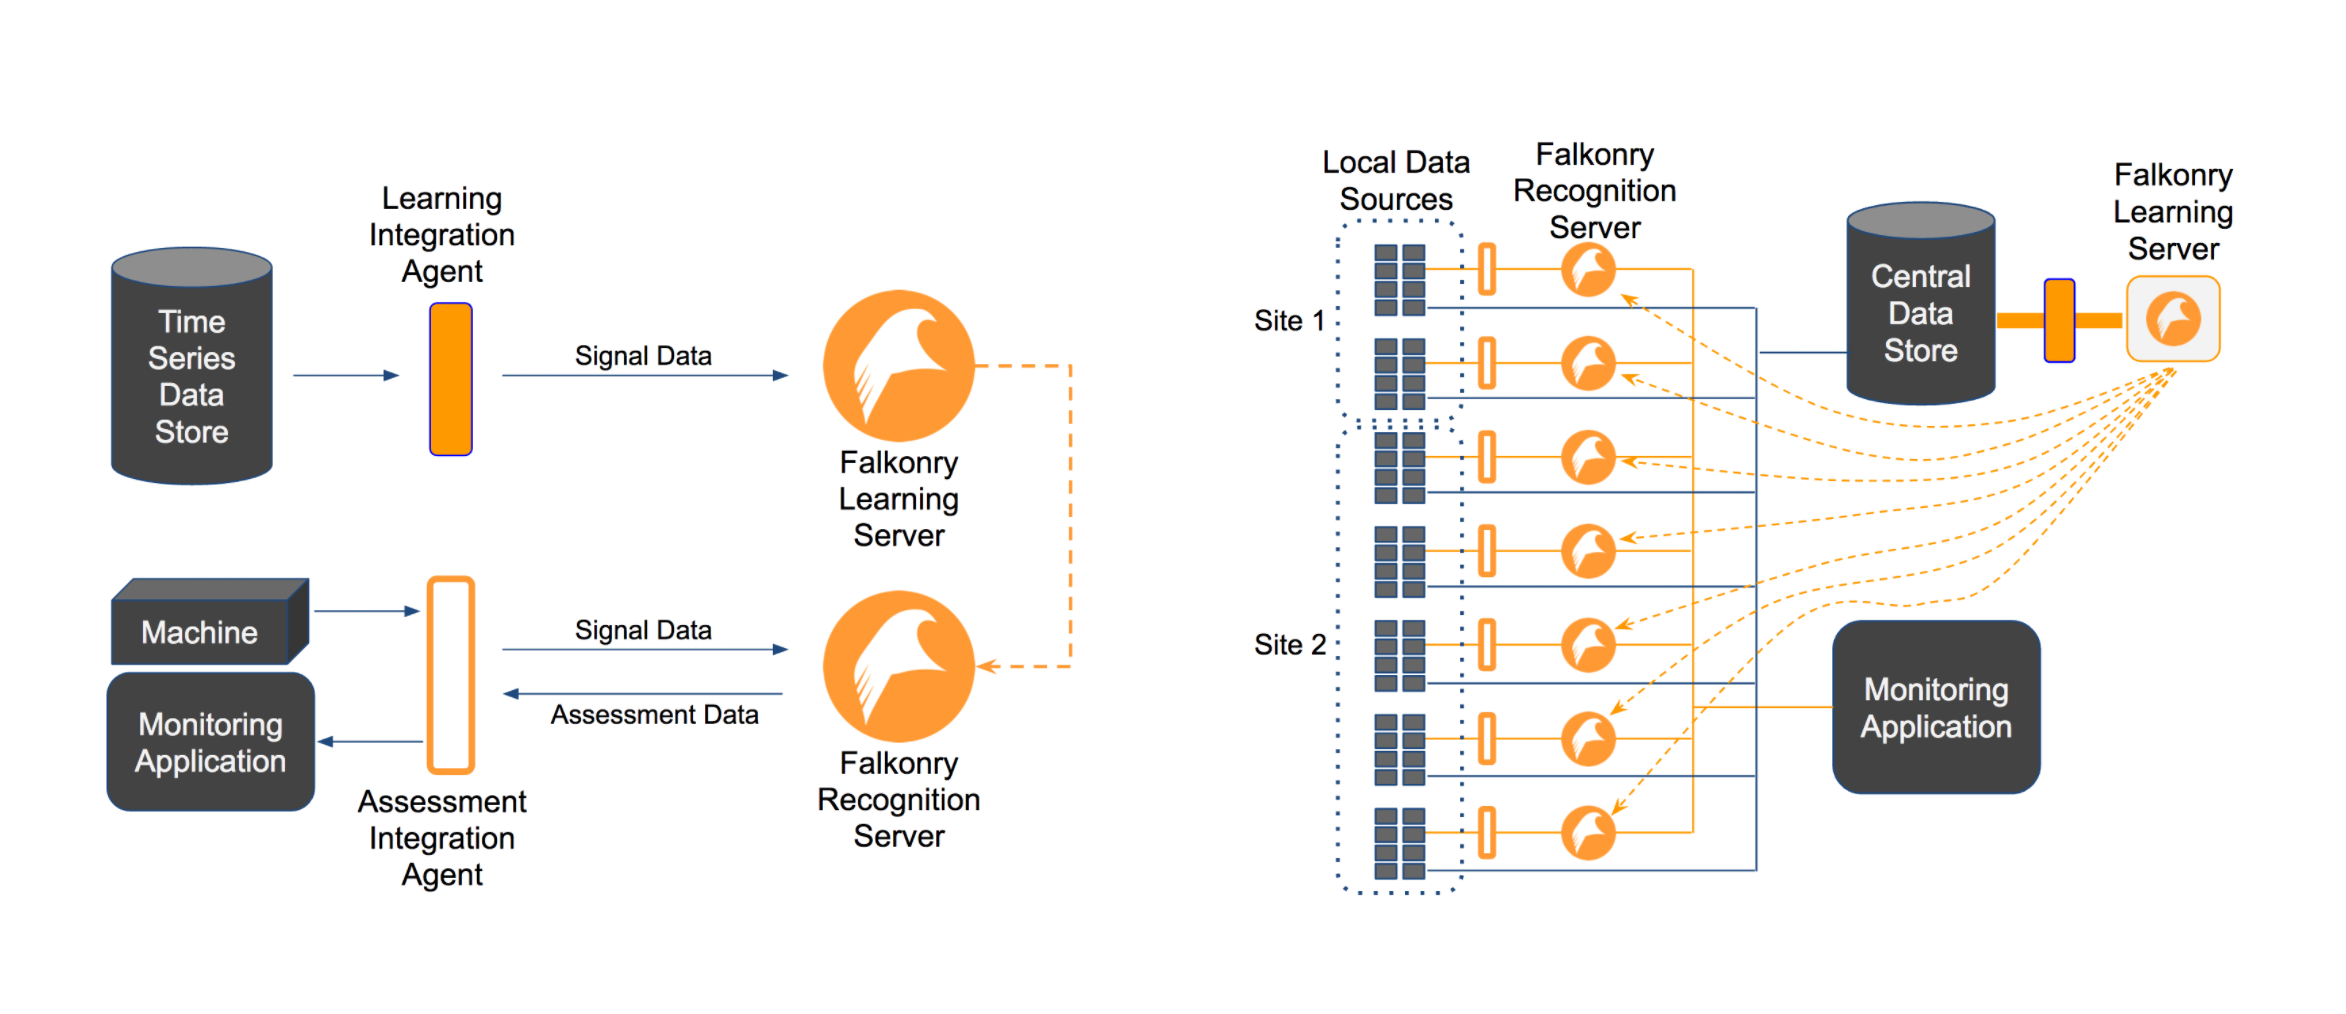 Learning
Integration
Agent
Time
Series
Data
Store
Signal Data
Falkonry
Learning
Server
Machine
Monitoring
Application
Signal Data
Assessment Data
Assessment
Integration
Agent
Falkonry
Recognition
Server
Local Data
Sources
Falkonry
Recognition
Server
Site 1
Site 2
Central
Data
Store
Falkonry
Learning
Server
Monitoring
Application